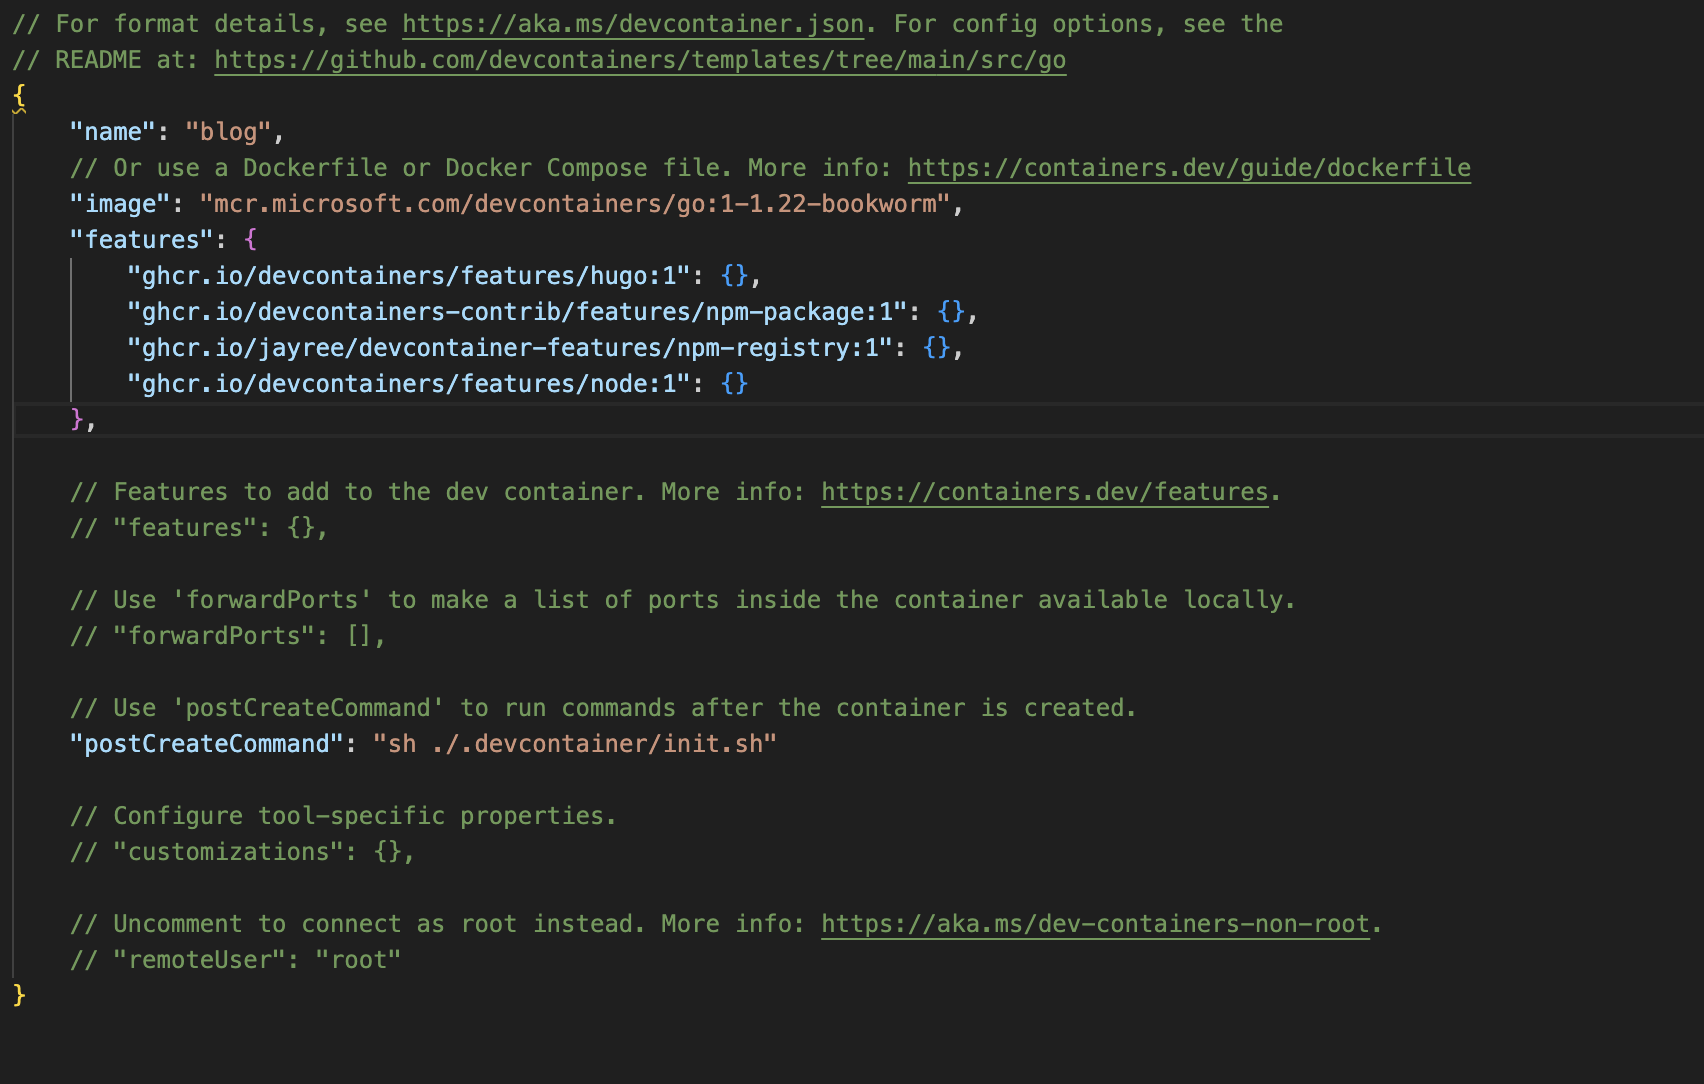 // For format details, see https://aka.ms/devcontainer.json. For config options, see the
// README at: https://github.com/devcontainers/templates/tree/main/src/go
{
"name": "blog",
// Or use a Dockerfile or Docker Compose file. More info: https://containers.dev/guide/dockerfile
"image": "mcr.microsoft.com/devcontainers/go:1-1.22-bookworm",
"features": {
"ghcr.io/devcontainers/features/hugo:1": {},
"ghcr.io/devcontainers-contrib/features/npm-package:1": {},
"ghcr.io/jayree/devcontainer-features/npm-registry:1": {},
"ghcr.io/devcontainers/features/node:1": {}
},
// Features to add to the dev container. More info: https://containers.dev/features.
// "features": {},
// Use 'forwardPorts' to make a list of ports inside the container available locally.
// "forwardPorts": [],
// Use 'postCreateCommand' to run commands after the container is created.
"postCreateCommand": "sh ./.devcontainer/init.sh"
// Configure tool-specific properties.
// "customizations": {},
// Uncomment to connect as root instead. More info: https://aka.ms/dev-containers-non-root.
// "remoteUser": "root"
}